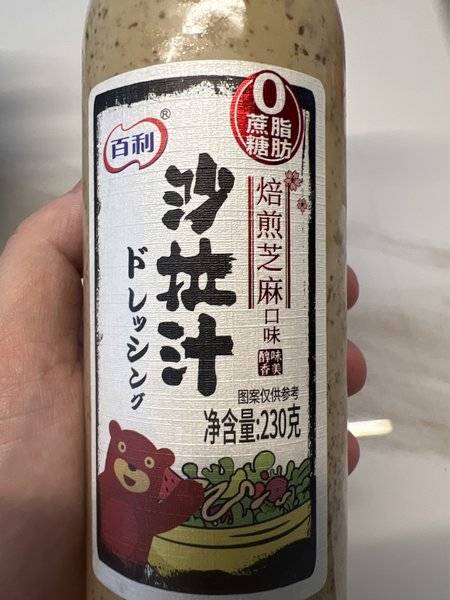 百利®
0
蔗糖
脂肪
沙拉汁
ドレッシング
焙煎芝麻口味
醇香
味美
图案仅供参考
净含量:230克